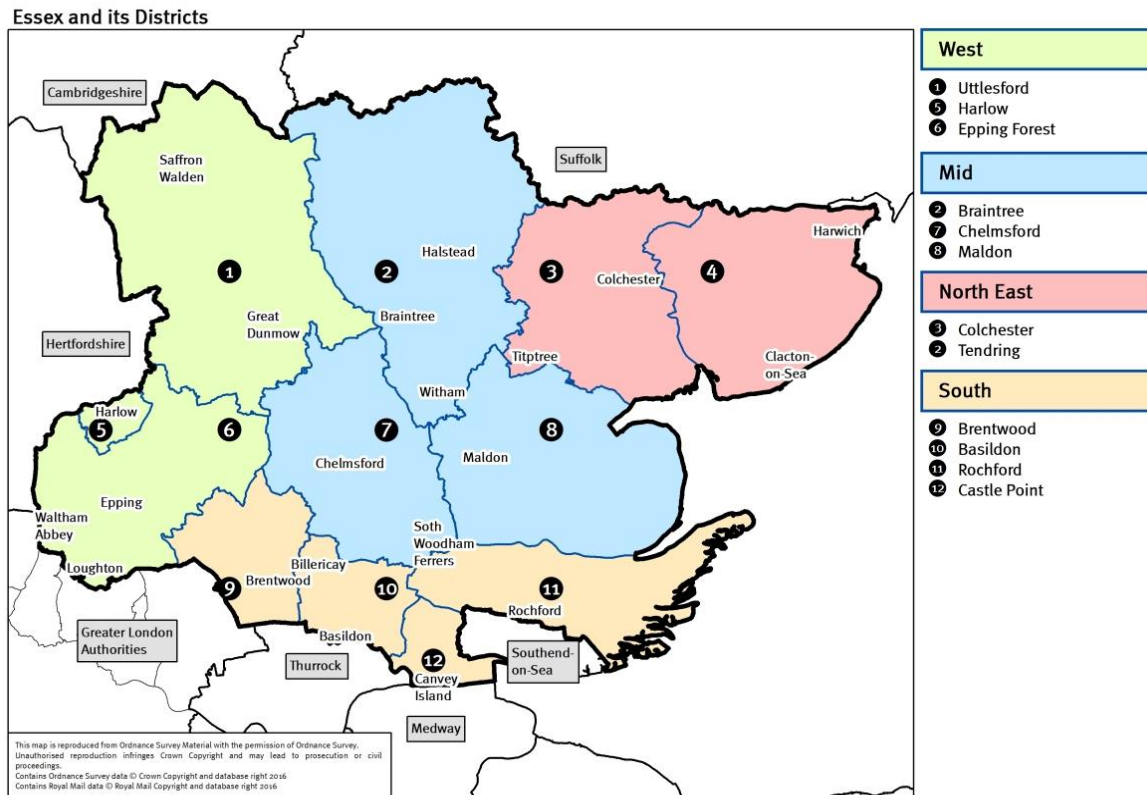 Essex and its Districts
Cambridgeshire
Suffolk
Saffron
Walden
Harwich
Halstead
1
2
3
4
Colchester
Great
Dunmow
Braintree
Hertfordshire
Titptree
Clacton-
on-Sea
Witham
Harlow
5
6
7
8
Chelmsford
Maldon
Epping
Waltham
Abbey
Soth
Woodham
Ferrers
Loughton
Billericay
Brentwood
9
10
11
Rochford
Greater London
Authorities
Basildon
Thurrock
12
Canvey
Island
Southend-
on-Sea
Medway
This map is reproduced from Ordnance Survey Material with the permission of Ordnance Survey.
Unauthorised reproduction infringes Crown Copyright and may lead to prosecution or civil
proceedings.
Contains Ordnance Survey data © Crown Copyright and database right 2016
Contains Royal Mail data © Royal Mail Copyright and database right 2016
West
1 Uttlesford
5 Harlow
6 Epping Forest
Mid
2 Braintree
7 Chelmsford
8 Maldon
North East
3 Colchester
2 Tendring
South
9 Brentwood
10 Basildon
11 Rochford
12 Castle Point